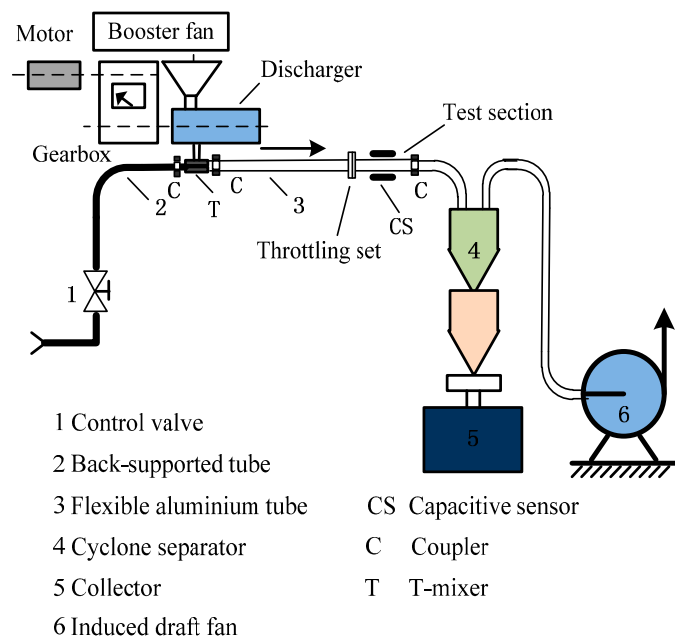 Motor
Booster fan
Discharger
Test section
Gearbox
C
2
T
C
3
C
CS
Throttling set
4
1
5
6
1 Control valve
2 Back-supported tube
3 Flexible aluminium tube
CS Capacitive sensor
4 Cyclone separator
C Coupler
5 Collector
T T-mixer
6 Induced draft fan